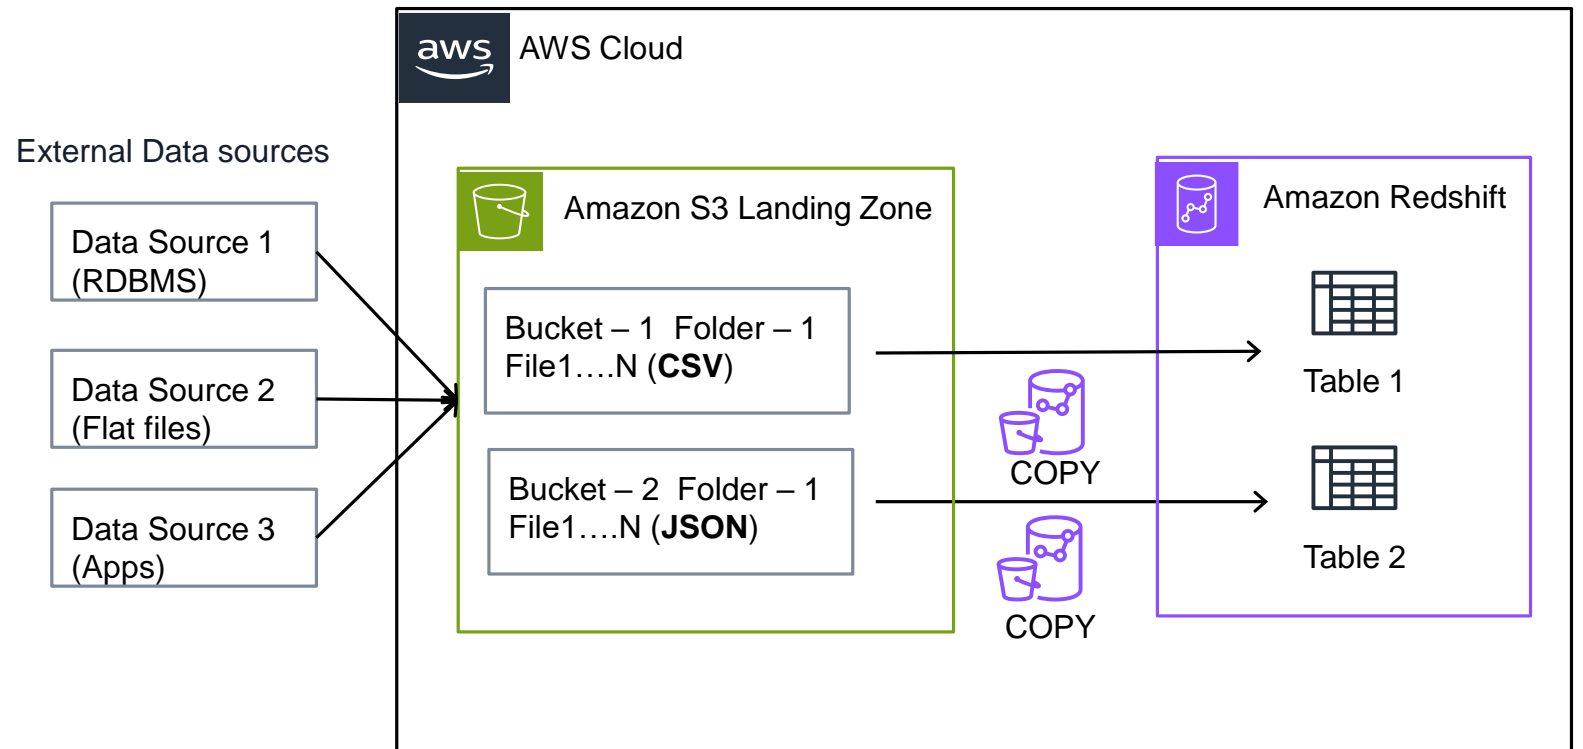 aws
AWS Cloud
External Data sources
Data Source 1
(RDBMS)
Data Source 2
(Flat files)
Data Source 3
(Apps)
Amazon S3 Landing Zone
Bucket – 1  Folder – 1
File1….N (CSV)
Bucket – 2  Folder – 1
File1….N (JSON)
COPY
COPY
Amazon Redshift
Table 1
Table 2